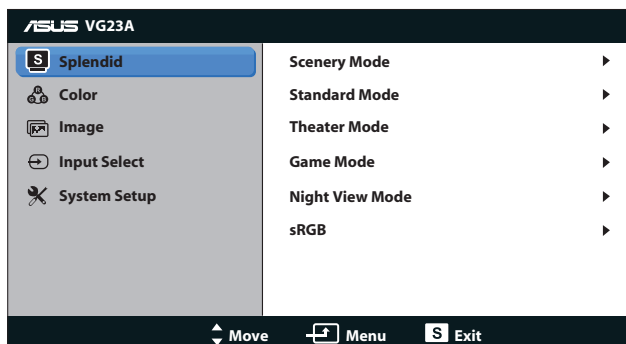 ASUS VG23A
S Splendid
Color
Image
Input Select
System Setup
Scenery Mode
Standard Mode
Theater Mode
Game Mode
Night View Mode
sRGB
Move Menu S Exit